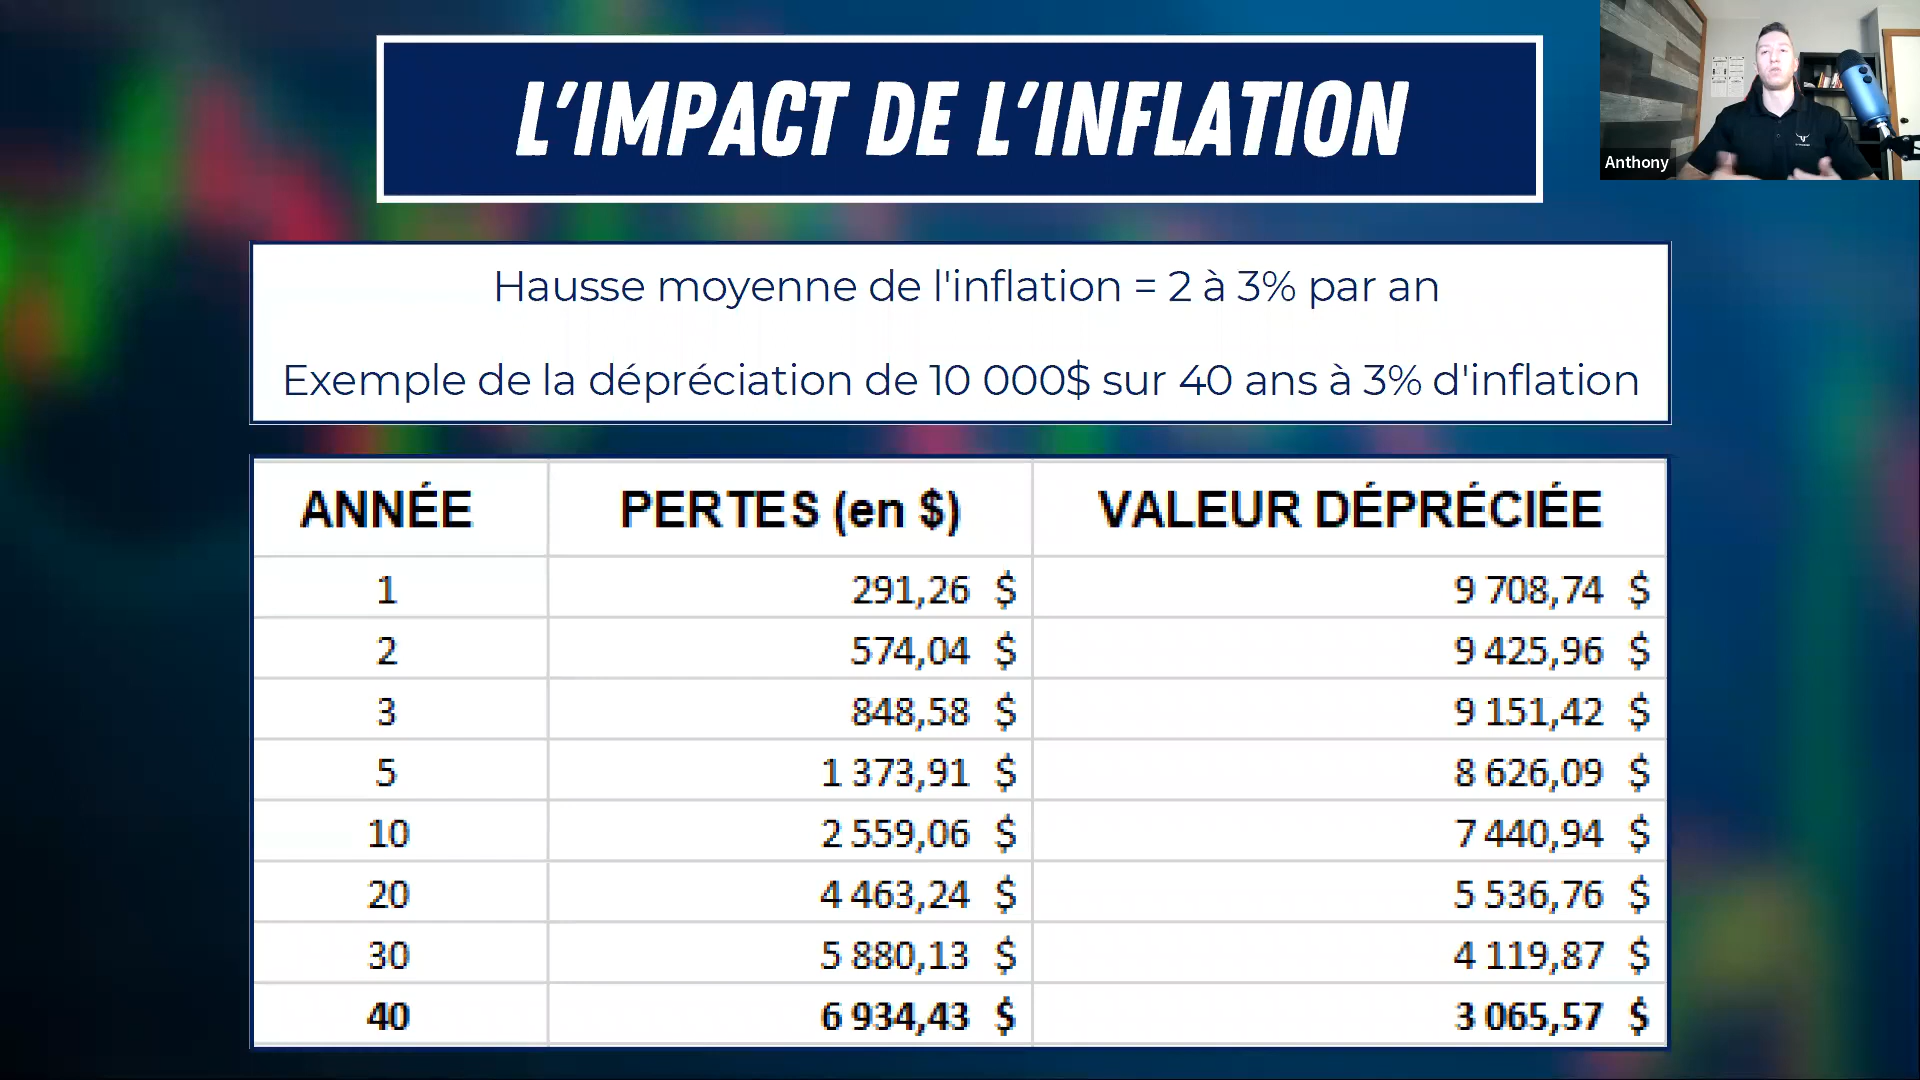 L'IMPACT DE L'INFLATION
Anthony
Hausse moyenne de l'inflation = 2 à 3% par an
Exemple de la dépréciation de 10 000$ sur 40 ans à 3% d'inflation
ANNÉE PERTES (en $) VALEUR DÉPRÉCIÉE
1 291,26 $ 9 708,74 $
2 574,04 $ 9 425,96 $
3 848,58 $ 9 151,42 $
5 1 373,91 $ 8 626,09 $
10 2 559,06 $ 7 440,94 $
20 4 463,24 $ 5 536,76 $
30 5 880,13 $ 4 119,87 $
40 6 934,43 $ 3 065,57 $